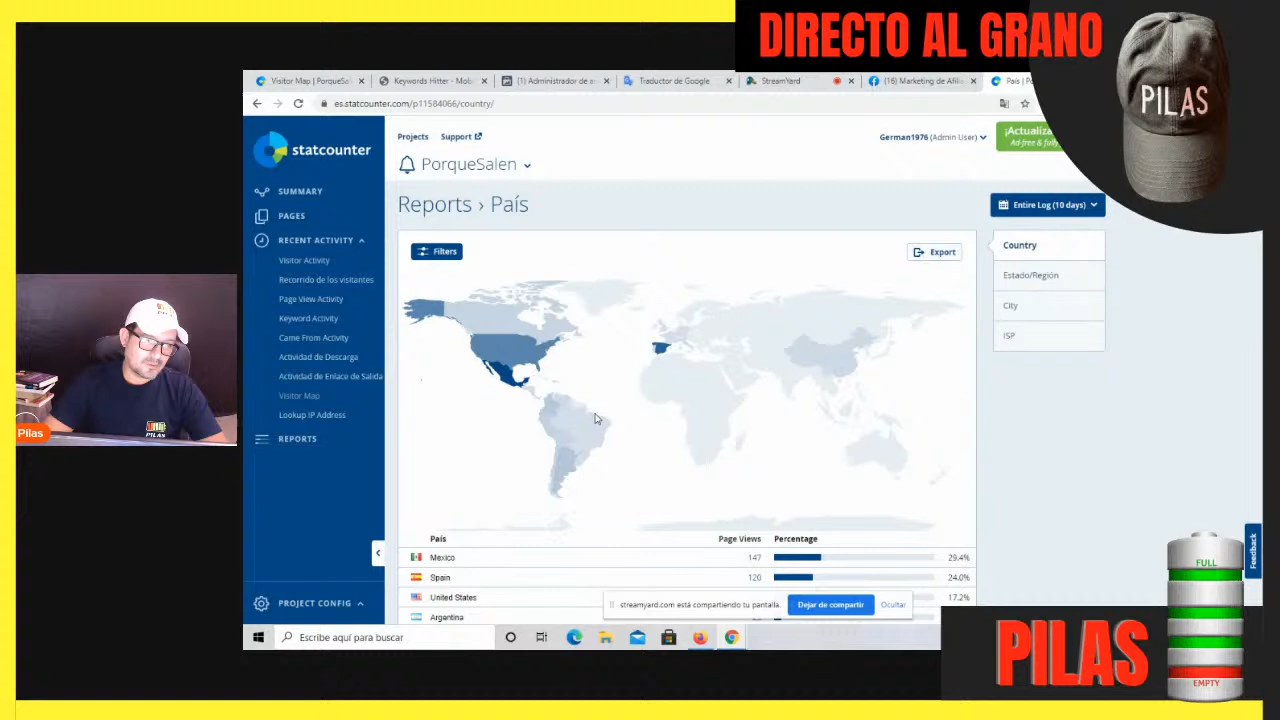 DIRECTO AL GRANO
PILAS
Visitor Map | PorqueSa
Keywords Hitter - Mob
(1) Administrador de a
Traductor de Google
StreamYard
(16) Marketing de Afilia
País | P
es.statcounter.com/p11584066/country/
statcounter
Projects
Support
German1976 (Admin User)
¡Actualiza
Ad-free & fully
PorqueSalen
SUMMARY
PAGES
RECENT ACTIVITY
Visitor Activity
Recorrido de los visitantes
Page View Activity
Keyword Activity
Came From Activity
Actividad de Descarga
Actividad de Enlace de Salida
Visitor Map
Lookup IP Address
REPORTS
PROJECT CONFIG
Reports › País
Entire Log (10 days)
Filters
Export
Country
Estado/Región
City
ISP
País Page Views Percentage
Mexico 147 29.4%
Spain 120 24.0%
United States 17.2%
Argentina
streamyard.com está compartiendo tu pantalla.
Dejar de compartir
Ocultar
Feedback
Escribe aquí para buscar
Pilas
PILAS
PILAS
FULL
EMPTY